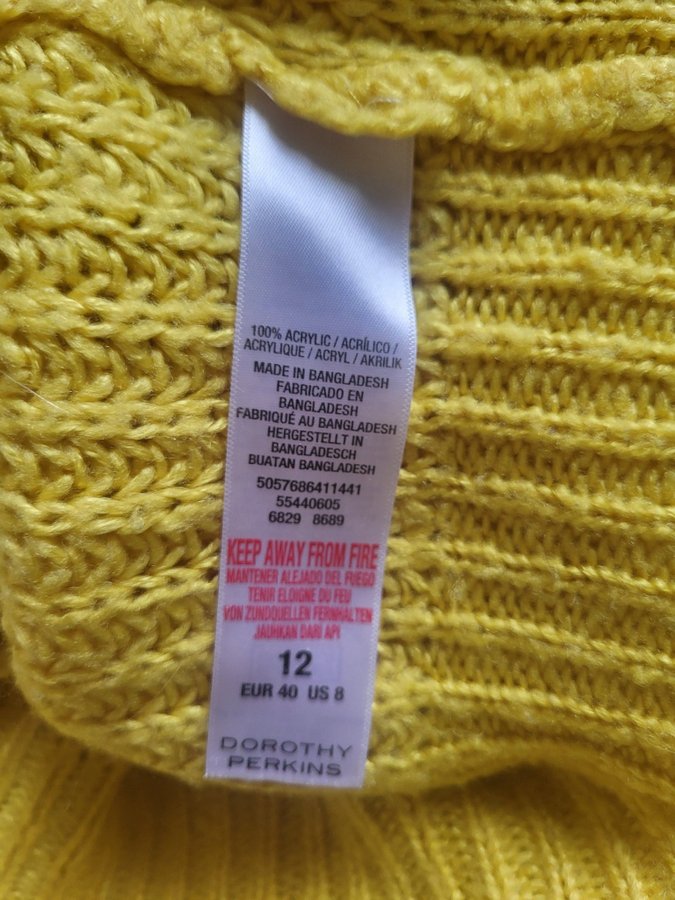 100% ACRYLIC / ACRÍLICO /
ACRYLIQUE / ACRYL / AKRILIK
MADE IN BANGLADESH
FABRICADO EN
BANGLADESH
FABRIQUÉ AU BANGLADESH
HERGESTELLT IN
BANGLADESCH
BUATAN BANGLADESH
5057686411441
55440605
6829 8689
KEEP AWAY FROM FIRE
MANTENER ALEJADO DEL FUEGO
TENIR ELOIGNE DU FEU
VON ZUNDQUELLEN FERNHALTEN
JAUHKAN DARI API
12
EUR 40 US 8
DOROTHY
PERKINS